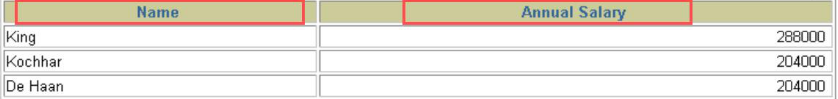 Name Annual Salary
King 288000
Kochhar 204000
De Haan 204000